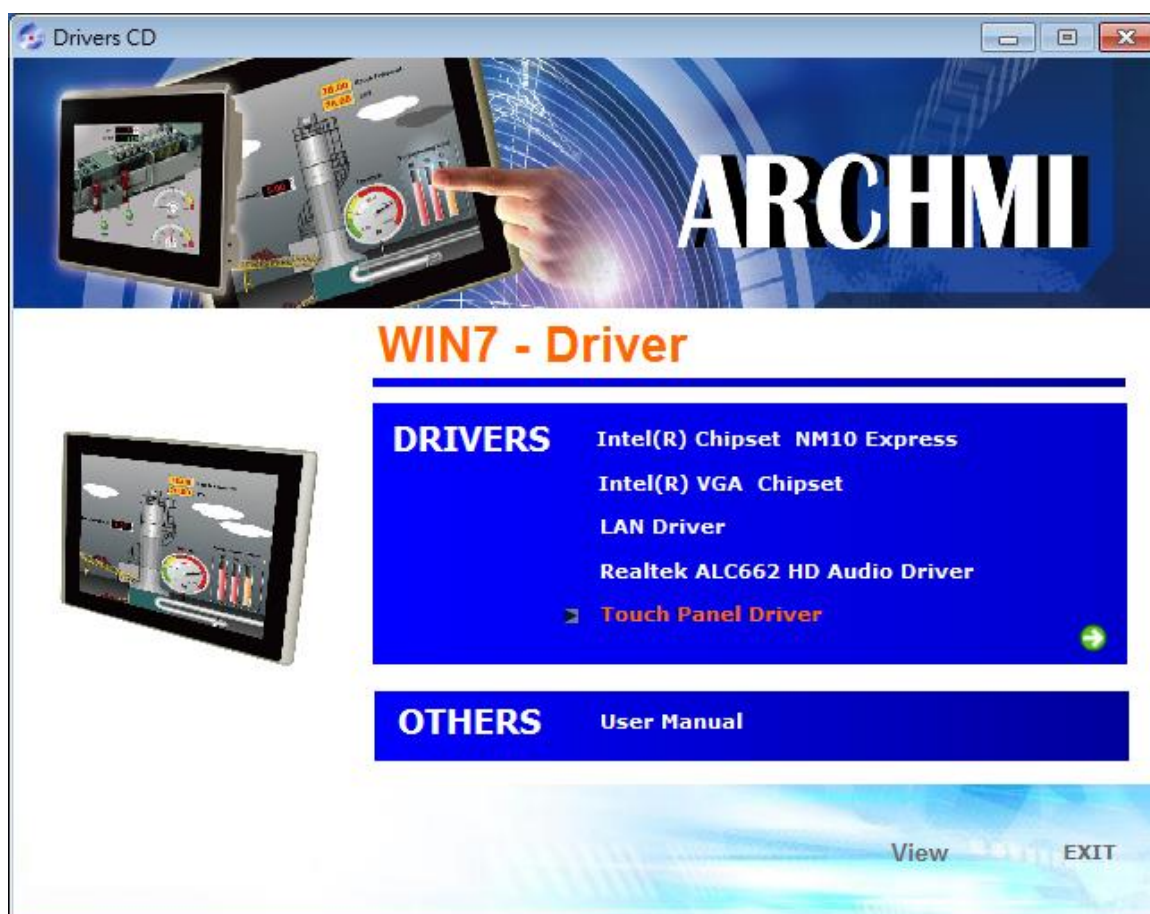 Drivers CD
ARCHMI
WIN7 - Driver
DRIVERS
Intel(R) Chipset  NM10 Express
Intel(R) VGA  Chipset
LAN Driver
Realtek ALC662 HD Audio Driver
Touch Panel Driver
OTHERS
User Manual
View
EXIT